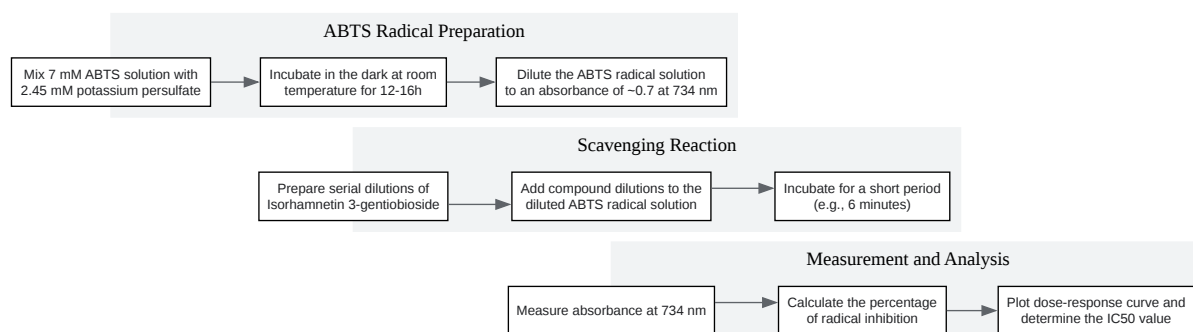 ABTS Radical Preparation
Mix 7 mM ABTS solution with
2.45 mM potassium persulfate
Incubate in the dark at room
temperature for 12-16h
Dilute the ABTS radical solution
to an absorbance of ~0.7 at 734 nm
Scavenging Reaction
Prepare serial dilutions of
Isorhamnetin 3-gentiobioside
Add compound dilutions to the
diluted ABTS radical solution
Incubate for a short period
(e.g., 6 minutes)
Measurement and Analysis
Measure absorbance at 734 nm
Calculate the percentage
of radical inhibition
Plot dose-response curve and
determine the IC50 value